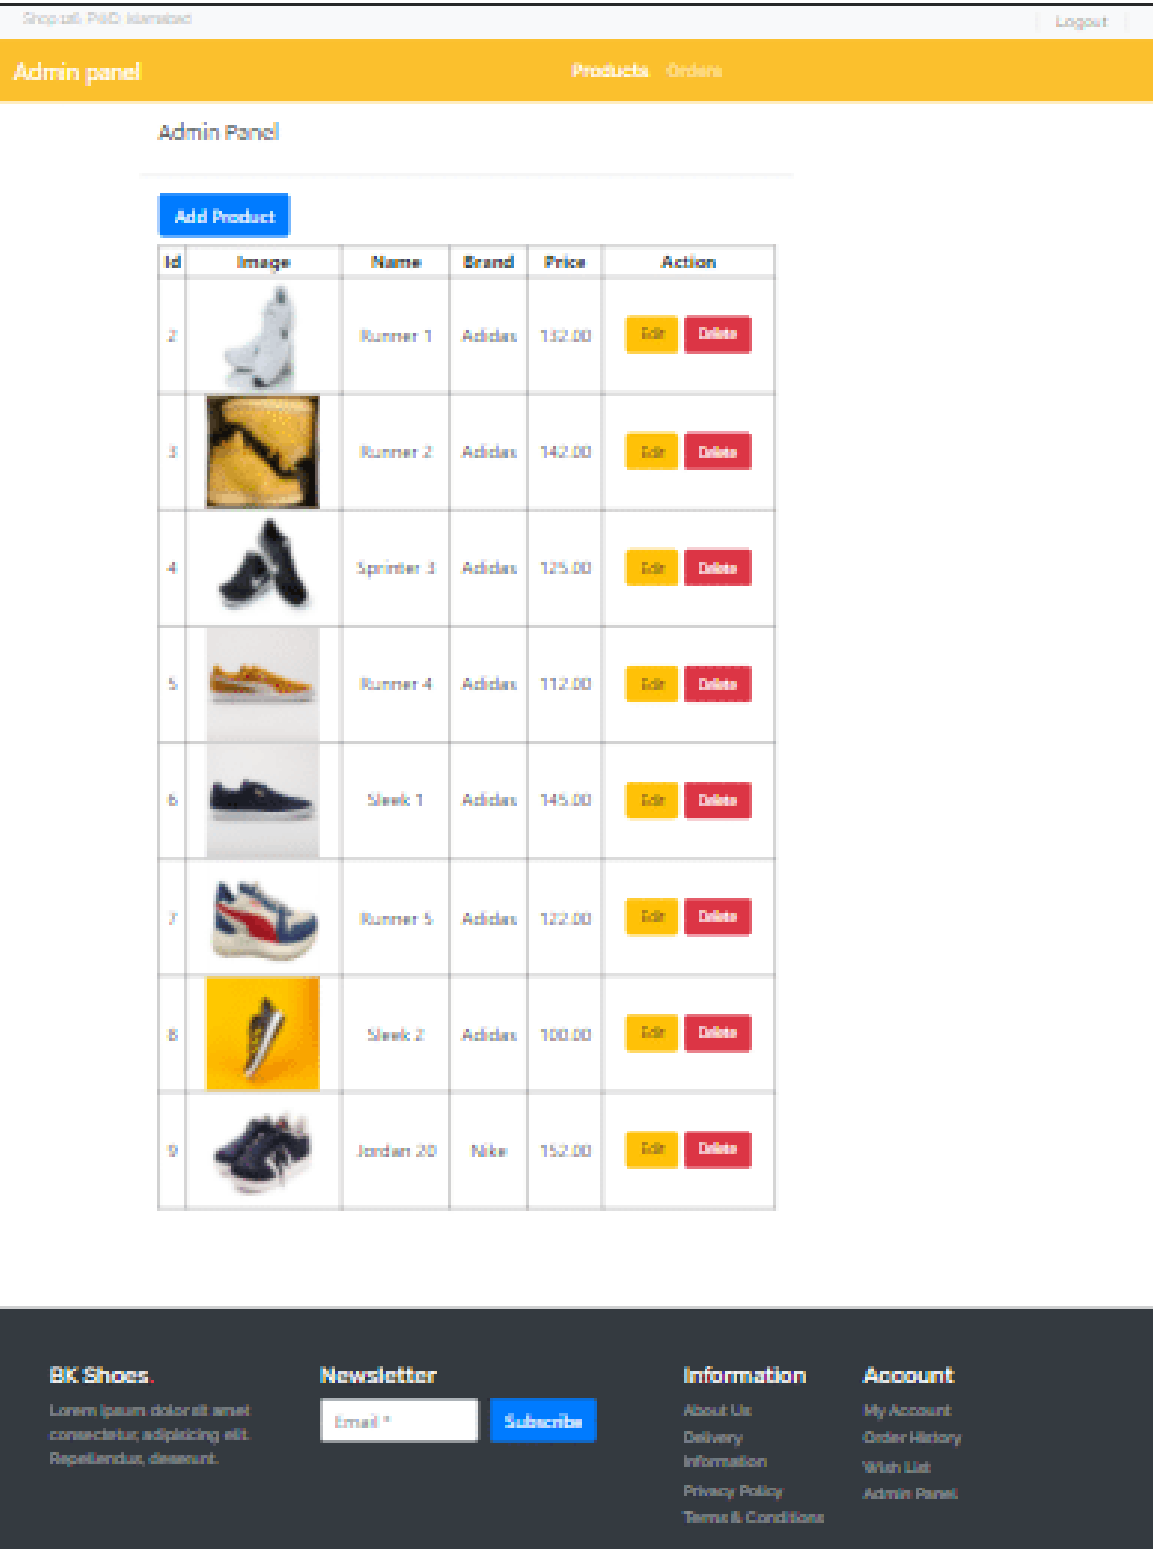 Logout
Admin panel
Products Orders
Admin Panel
Add Product
Id Image Name Brand Price Action
2 Runner 1 Adidas 132.00 Edit Delete
3 Runner 2 Adidas 142.00 Edit Delete
4 Sprinter 3 Adidas 125.00 Edit Delete
5 Runner 4 Adidas 112.00 Edit Delete
6 Sleek 1 Adidas 145.00 Edit Delete
7 Runner 5 Adidas 122.00 Edit Delete
8 Sleek 2 Adidas 100.00 Edit Delete
9 Jordan 20 Nike 152.00 Edit Delete
BK Shoes.
Lorem ipsum dolor sit amet
consectetur, adipisicing elit.
Repellendus, deserunt.
Newsletter
Email *
Subscribe
Information
About Us
Delivery
Information
Privacy Policy
Terms & Conditions
Account
My Account
Order History
Wish List
Admin Panel